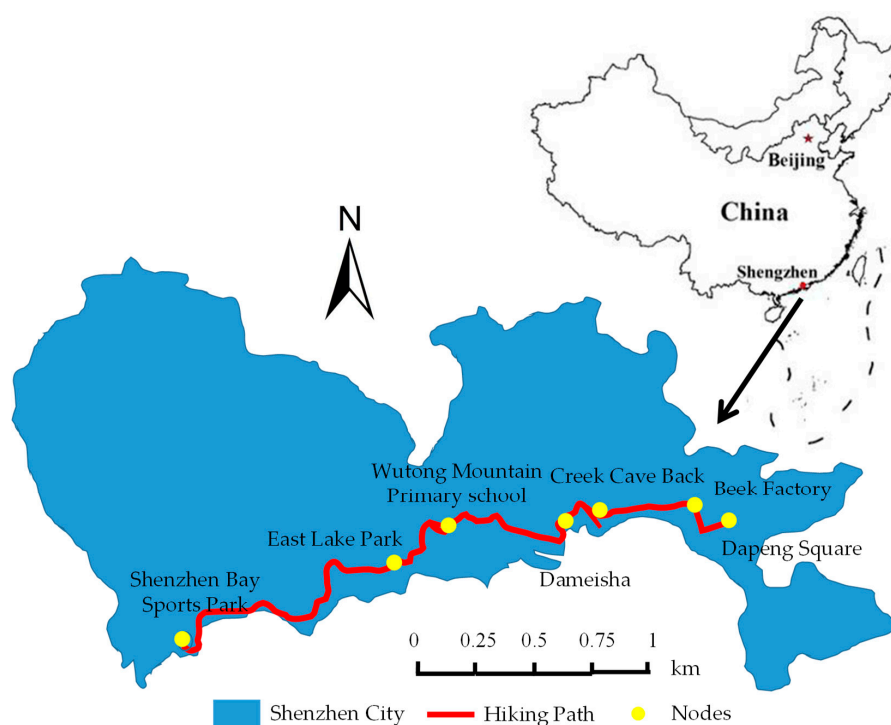 Beijing
China
Shengzhen
N
Wutong Mountain
Primary school
Creek Cave Back
Beek Factory
East Lake Park
Dapeng Square
Shenzhen Bay
Sports Park
Dameisha
0 0.25 0.5 0.75 1
km
Shenzhen City Hiking Path Nodes